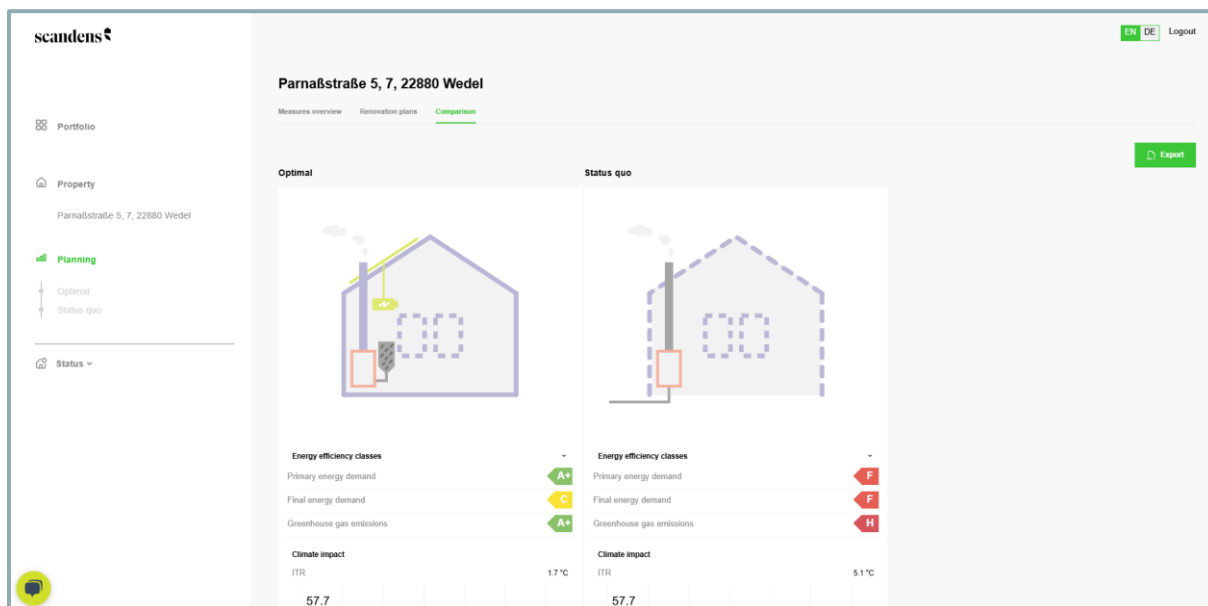 scandens
EN DE Logout
Parnaßstraße 5, 7, 22880 Wedel
Measures overview Renovation plans Comparison
Portfolio
Export
Optimal Status quo
Property
Parnaßstraße 5, 7, 22880 Wedel
Planning
Optimal
Status quo
Status
Energy efficiency classes Energy efficiency classes
Primary energy demand A+ Primary energy demand F
Final energy demand C Final energy demand F
Greenhouse gas emissions A+ Greenhouse gas emissions H
Climate impact Climate impact
ITR 1.7 °C ITR 5.1 °C
57.7 57.7